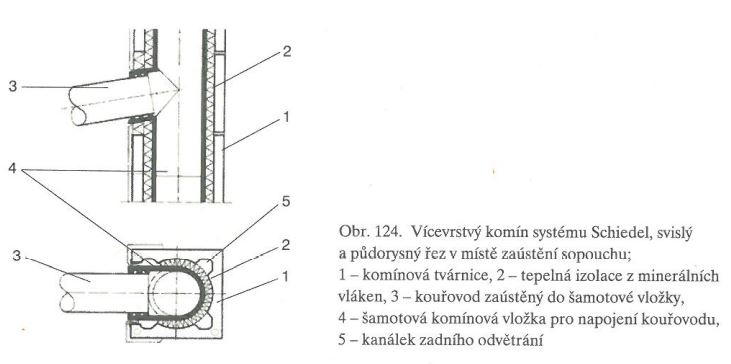 2
3
1
4
5
3
2
1
Obr. 124. Vícevrstvý komín systému Schiedel, svislý
a půdorysný řez v místě zaústění sopouchu;
1 – komínová tvárnice, 2 – tepelná izolace z minerálních
vláken, 3 – kouřovod zaústěný do šamotové vložky,
4 – šamotová komínová vložka pro napojení kouřovodu,
5 – kanálek zadního odvětrání